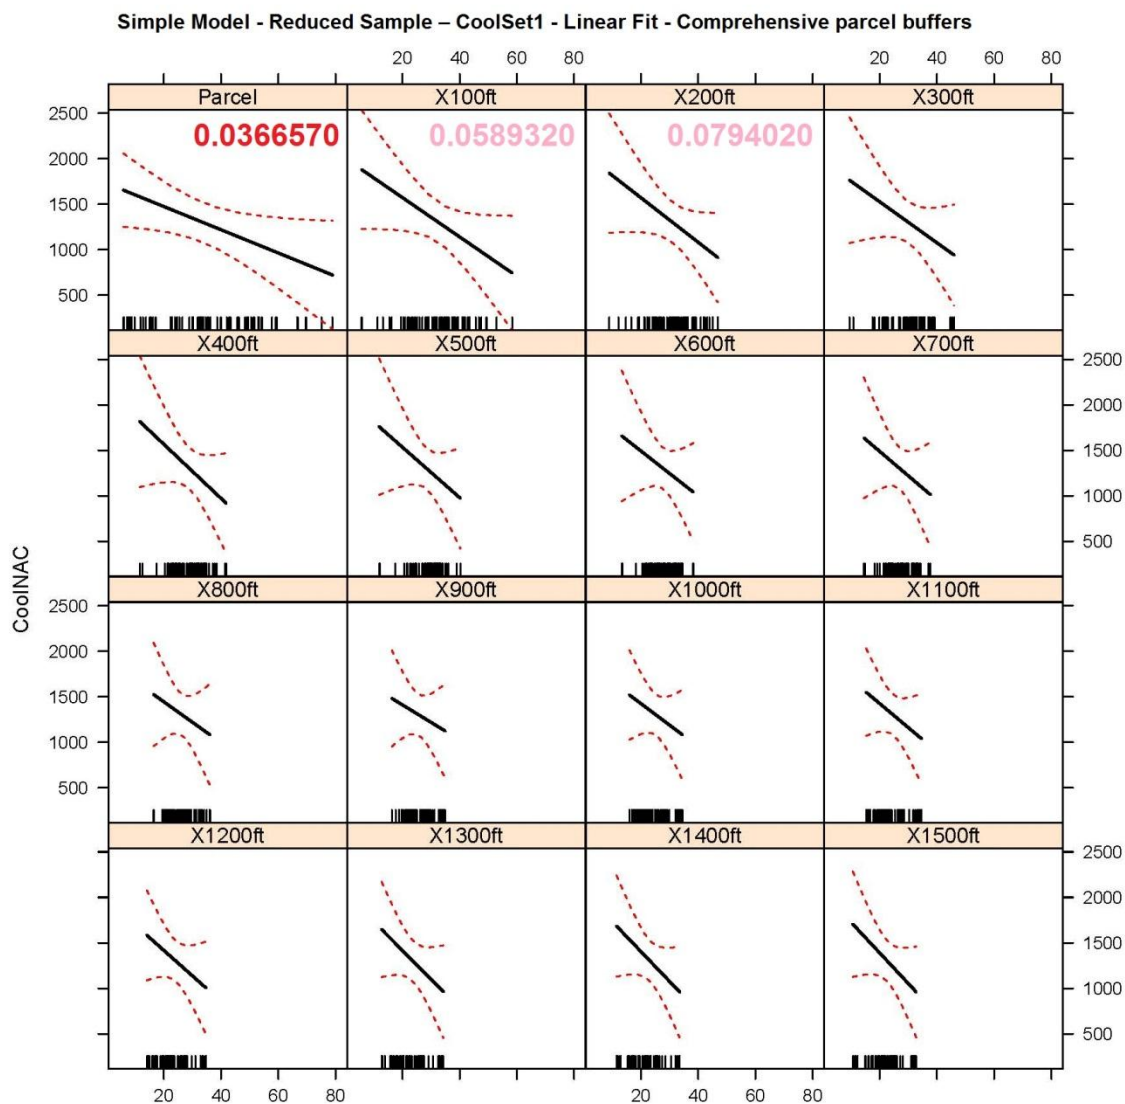 Simple Model - Reduced Sample – CoolSet1 - Linear Fit - Comprehensive parcel buffers
20 40 60 80 20 40 60 80
Parcel X100ft X200ft X300ft
0.0366570 0.0589320 0.0794020
2500
2000
1500
1000
500
X400ft X500ft X600ft X700ft
2500
2000
1500
1000
500
CoolNAC
X800ft X900ft X1000ft X1100ft
2500
2000
1500
1000
500
X1200ft X1300ft X1400ft X1500ft
2500
2000
1500
1000
500
20 40 60 80 20 40 60 80